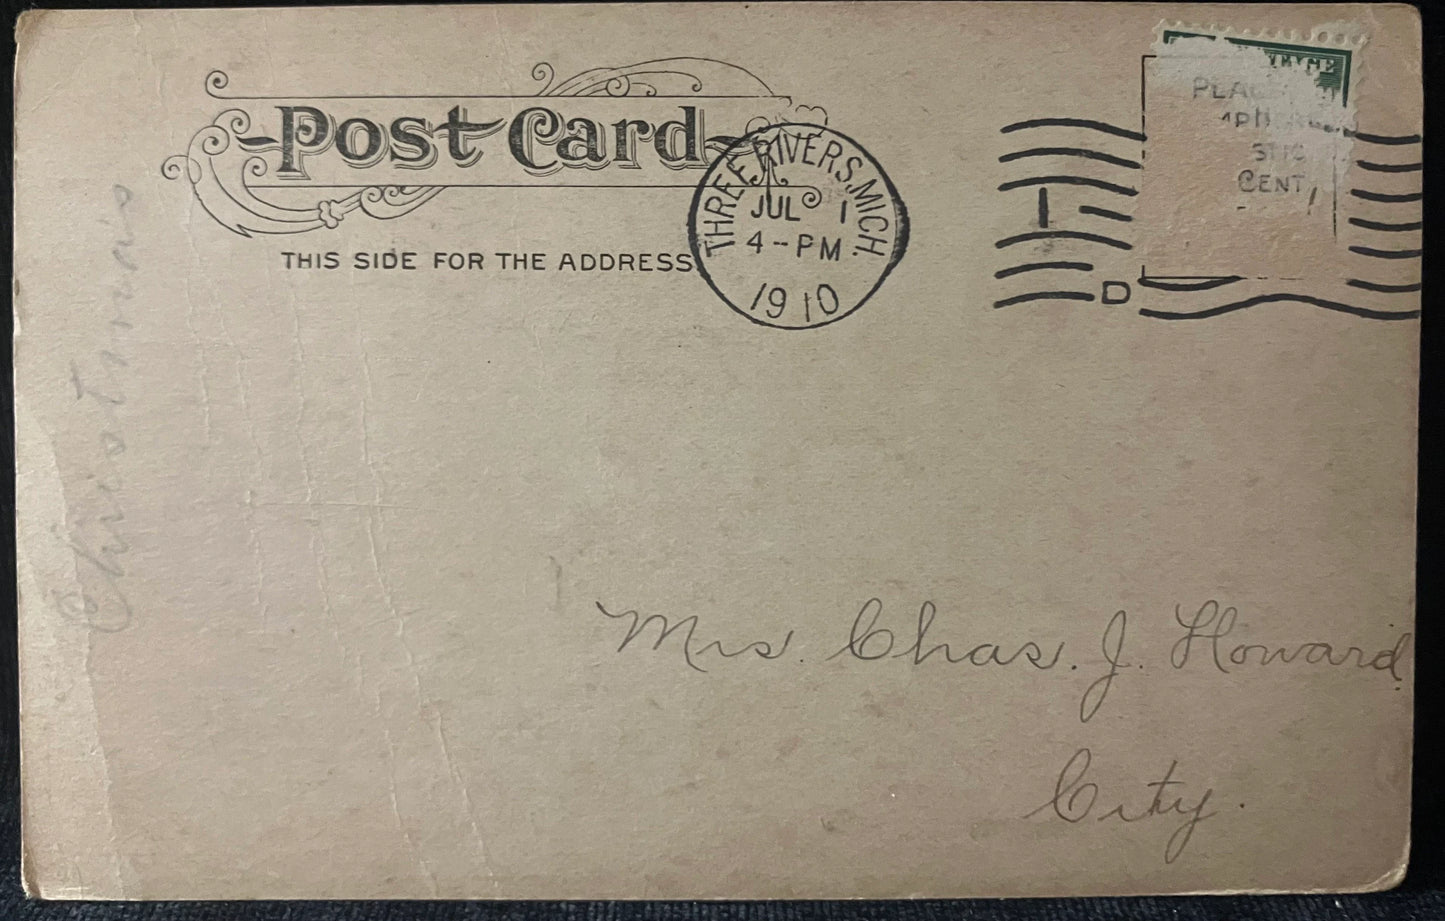 Post Card
THIS SIDE FOR THE ADDRESS
THREE RIVERS, MICH.
JUL 1
4-PM
1910
1
D
CENT
Mrs. Chas. J. Howard
City.